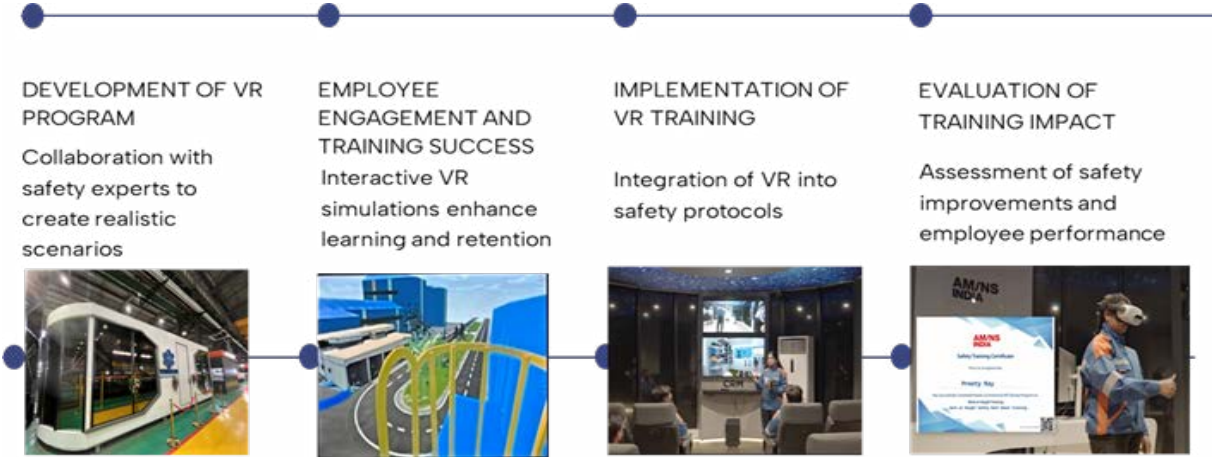 DEVELOPMENT OF VR
PROGRAM
Collaboration with
safety experts to
create realistic
scenarios
EMPLOYEE
ENGAGEMENT AND
TRAINING SUCCESS
Interactive VR
simulations enhance
learning and retention
IMPLEMENTATION OF
VR TRAINING
Integration of VR into
safety protocols
EVALUATION OF
TRAINING IMPACT
Assessment of safety
improvements and
employee performance
CRM
AM/NS
INDIA
AM/NS
INDIA
Safety Training Certificate